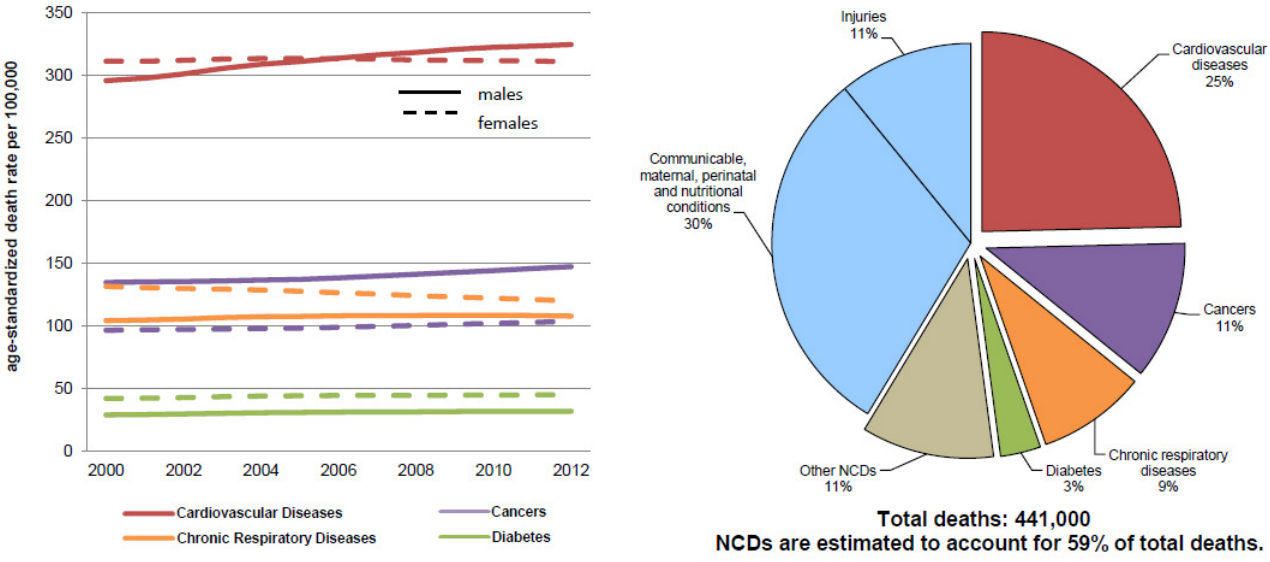 age-standardized death rate per 100,000
350
300
250
200
150
100
50
0
males
females
2000 2002 2004 2006 2008 2010 2012
Cardiovascular Diseases
Cancers
Chronic Respiratory Diseases
Diabetes
Injuries
11%
Cardiovascular
diseases
25%
Communicable,
maternal, perinatal
and nutritional
conditions
30%
Cancers
11%
Other NCDs
11%
Diabetes
3%
Chronic respiratory
diseases
9%
Total deaths: 441,000
NCDs are estimated to account for 59% of total deaths.